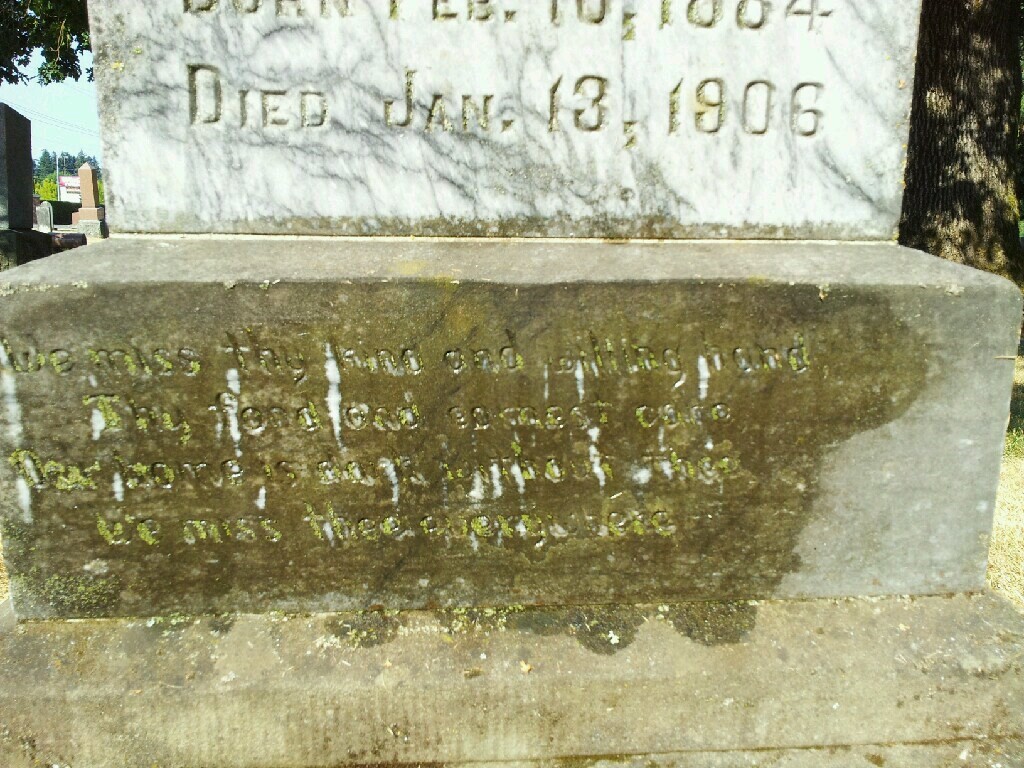 Born Feb. 10, 1864
Died Jan. 13, 1906
We miss thy kind and willing hand,
Thy fond and earnest care
Our home is dark without thee
We miss thee everywhere